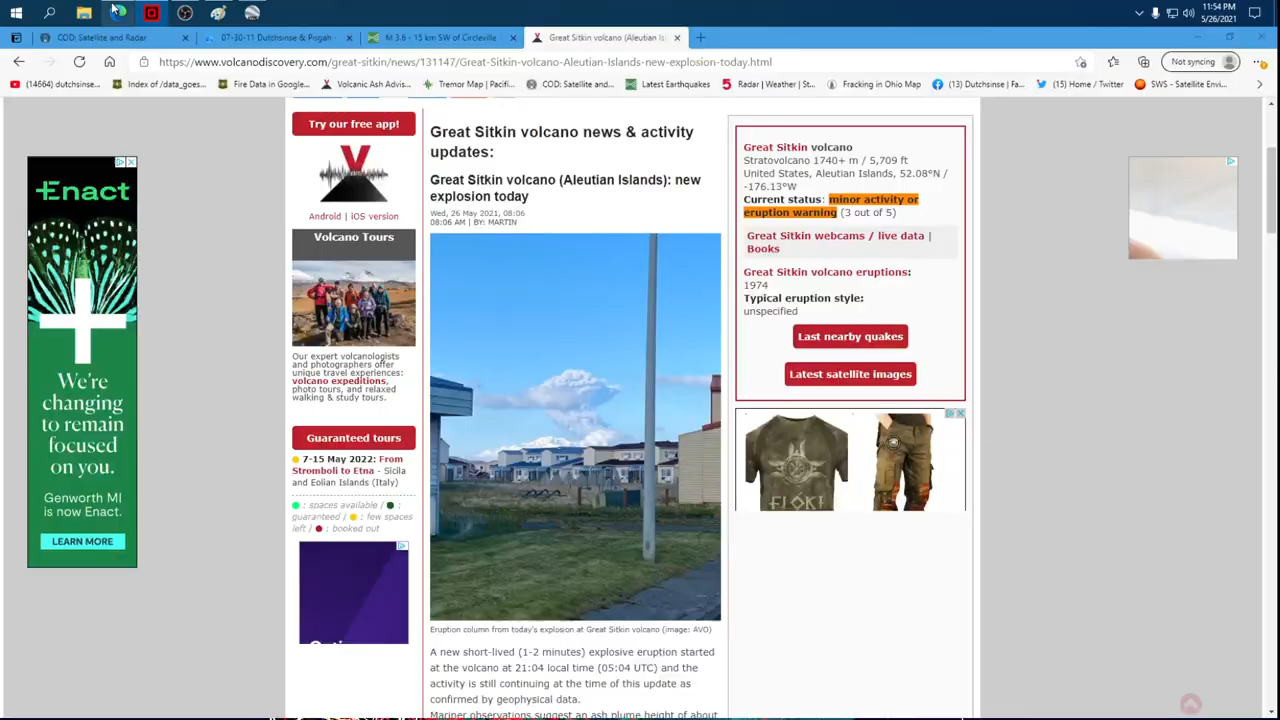 11:54 PM
5/26/2021
COD: Satellite and Radar
07-30-11 Dutchsinse & Pisgah
M 3.6 - 15 km SW of Circleville
Great Sitkin volcano (Aleutian Isl
https://www.volcanodiscovery.com/great-sitkin/news/131147/Great-Sitkin-volcano-Aleutian-Islands-new-explosion-today.html
Not syncing
(14664) dutchsinse...
Index of /data_goes...
Fire Data in Google...
Volcanic Ash Advis...
Tremor Map | Pacifi...
COD: Satellite and...
Latest Earthquakes
Radar | Weather | St...
Fracking in Ohio Map
(13) Dutchsinse | Fa...
(15) Home / Twitter
SWS - Satellite Envi...
Enact
We're
changing
to remain
focused
on you.
Genworth MI
is now Enact.
LEARN MORE
Try our free app!
Android | iOS version
Volcano Tours
Our expert volcanologists
and photographers offer
unique travel experiences:
volcano expeditions,
photo tours, and relaxed
walking & study tours.
Guaranteed tours
7-15 May 2022: From
Stromboli to Etna - Sicila
and Eolian Islands (Italy)
: spaces available / :
guaranteed / : few spaces
left / : booked out
Great Sitkin volcano news & activity
updates:
Great Sitkin volcano (Aleutian Islands): new
explosion today
Wed, 26 May 2021, 08:06
08:06 AM | BY: MARTIN
Eruption column from today's explosion at Great Sitkin volcano (image: AVO)
A new short-lived (1-2 minutes) explosive eruption started
at the volcano at 21:04 local time (05:04 UTC) and the
activity is still continuing at the time of this update as
confirmed by geophysical data.
Mariner observations suggest an ash plume height of about
Great Sitkin volcano
Stratovolcano 1740+ m / 5,709 ft
United States, Aleutian Islands, 52.08°N /
-176.13°W
Current status: minor activity or
eruption warning (3 out of 5)
Great Sitkin webcams / live data |
Books
Great Sitkin volcano eruptions:
1974
Typical eruption style:
unspecified
Last nearby quakes
Latest satellite images
FLOKI